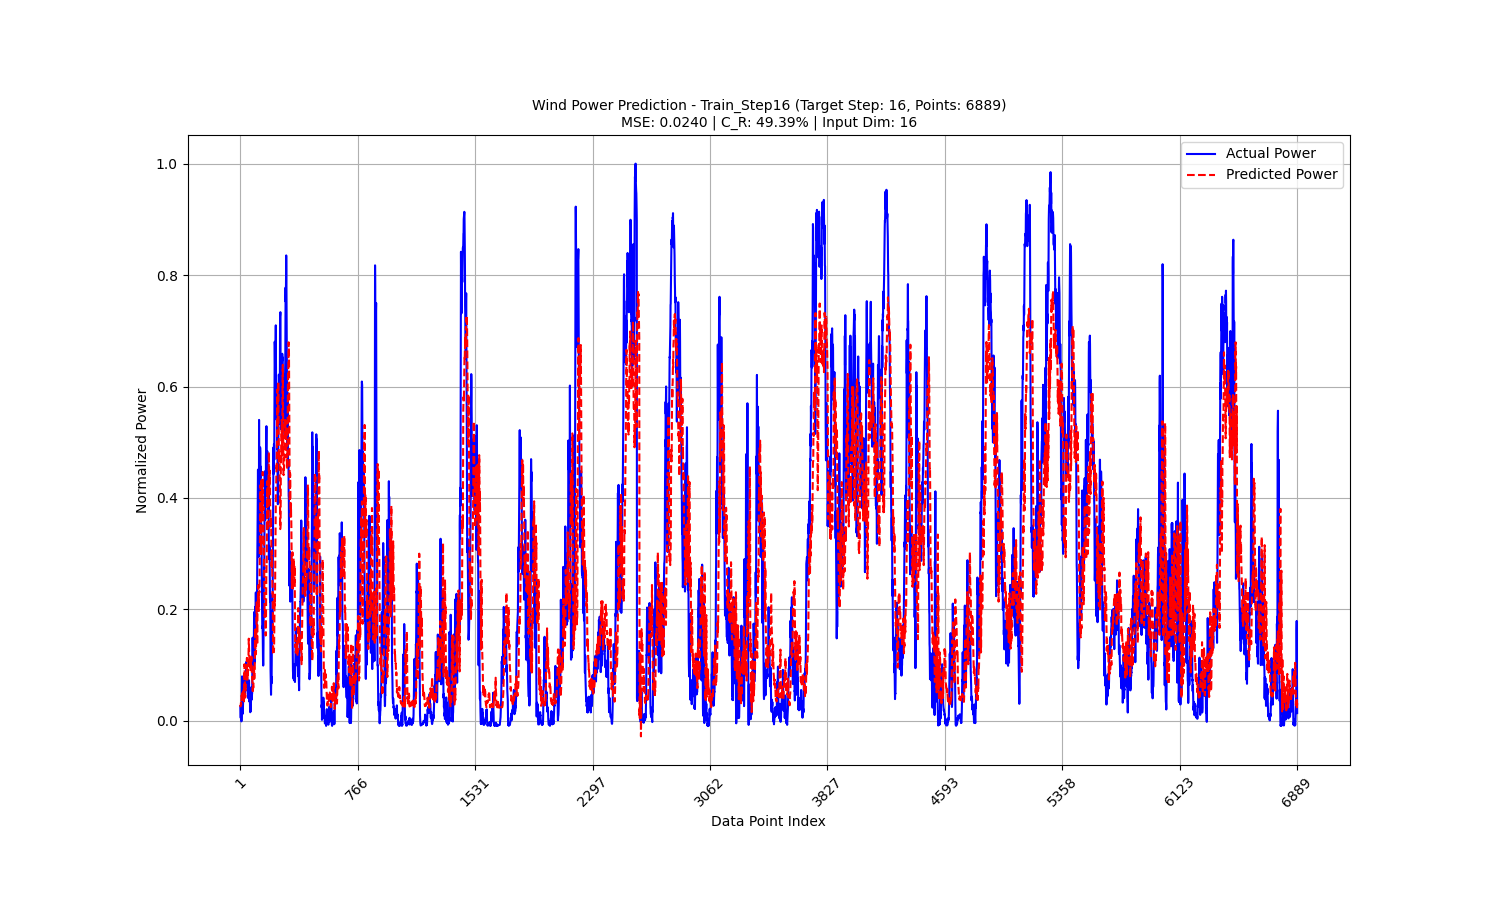 Wind Power Prediction - Train_Step16 (Target Step: 16, Points: 6889)
MSE: 0.0240 | C_R: 49.39% | Input Dim: 16
Actual Power
Predicted Power
1.0
0.8
0.6
0.4
0.2
0.0
Normalized Power
1
766
1531
2297
3062
3827
4593
5358
6123
6889
Data Point Index